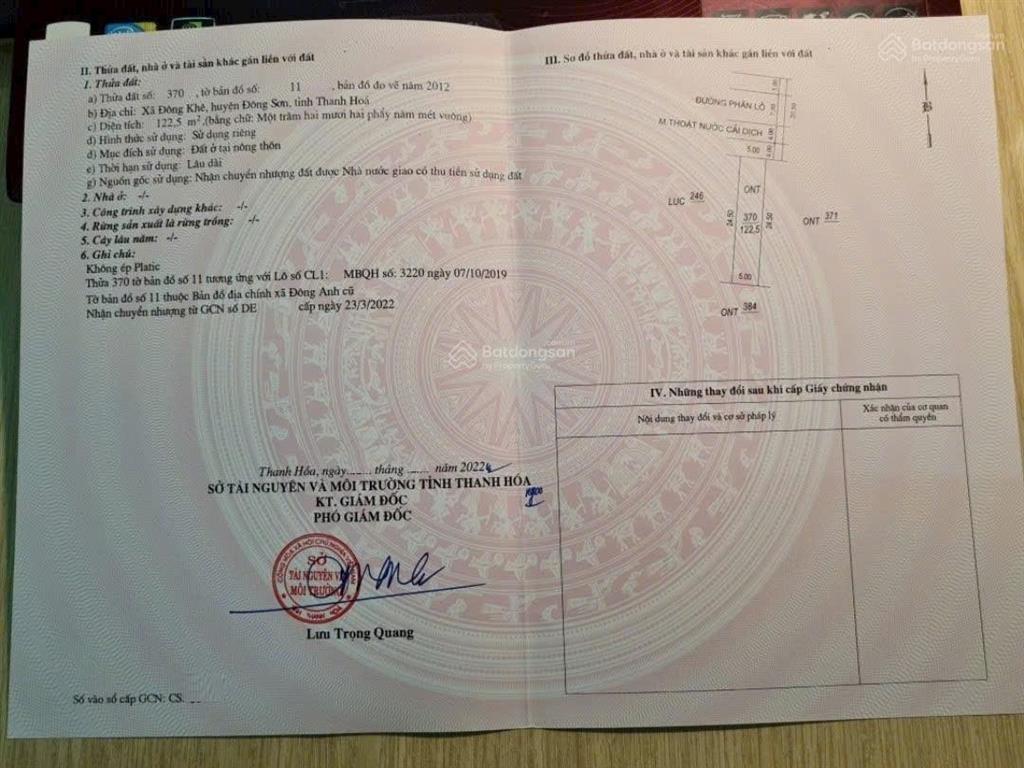 II. Thửa đất, nhà ở và tài sản khác gắn liền với đất
1. Thửa đất:
a) Thửa đất số: 370 , tờ bản đồ số: 11 , bản đồ đo vẽ năm 2012
b) Địa chỉ: Xã Đông Khê, huyện Đông Sơn, tỉnh Thanh Hoá
c) Diện tích: 122,5 m², (bằng chữ: Một trăm hai mươi hai phẩy năm mét vuông)
d) Hình thức sử dụng: Sử dụng riêng
đ) Mục đích sử dụng: Đất ở tại nông thôn
e) Thời hạn sử dụng: Lâu dài
g) Nguồn gốc sử dụng: Nhận chuyển nhượng đất được Nhà nước giao có thu tiền sử dụng đất
2. Nhà ở: -/-
3. Công trình xây dựng khác: -/-
4. Rừng sản xuất là rừng trồng: -/-
5. Cây lâu năm: -/-
6. Ghi chú:
Không ép Platic
Thửa 370 tờ bản đồ số 11 tương ứng với Lô số CL1: MBQH số: 3220 ngày 07/10/2019
Tờ bản đồ số 11 thuộc Bản đồ địa chính xã Đông Anh cũ
Nhận chuyển nhượng từ GCN số DE cấp ngày 23/3/2022
Thanh Hóa, ngày........ tháng ....... năm 2022
SỞ TÀI NGUYÊN VÀ MÔI TRƯỜNG TỈNH THANH HÓA
KT. GIÁM ĐỐC
PHÓ GIÁM ĐỐC
SỞ
TÀI NGUYÊN VÀ
MÔI TRƯỜNG
Lưu Trọng Quang
Số vào sổ cấp GCN: CS.
III. Sơ đồ thửa đất, nhà ở và tài sản khác gắn liền với đất
ĐƯỜNG PHÂN LÔ
M.THOÁT NƯỚC CẢI DỊCH
5.00
LUC 246
ONT
24.50
370
122,5
24.50
ONT 371
5.00
ONT 384
IV. Những thay đổi sau khi cấp Giấy chứng nhận
Nội dung thay đổi và cơ sở pháp lý
Xác nhận của cơ quan
có thẩm quyền
Batdongsan
by PropertyGuru
Batdongsan
by PropertyGuru